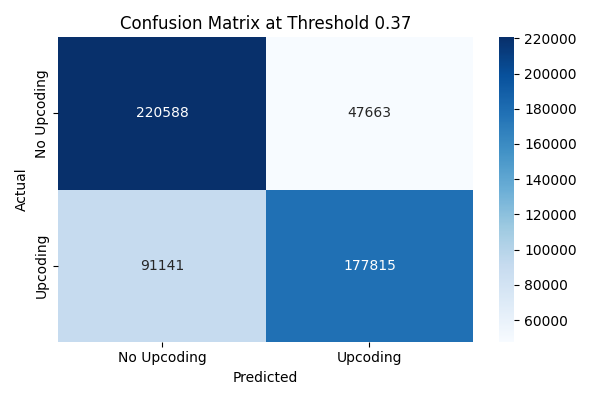 Confusion Matrix at Threshold 0.37
No Upcoding
Upcoding
Actual
220588
47663
91141
177815
No Upcoding
Upcoding
Predicted
220000
200000
180000
160000
140000
120000
100000
80000
60000